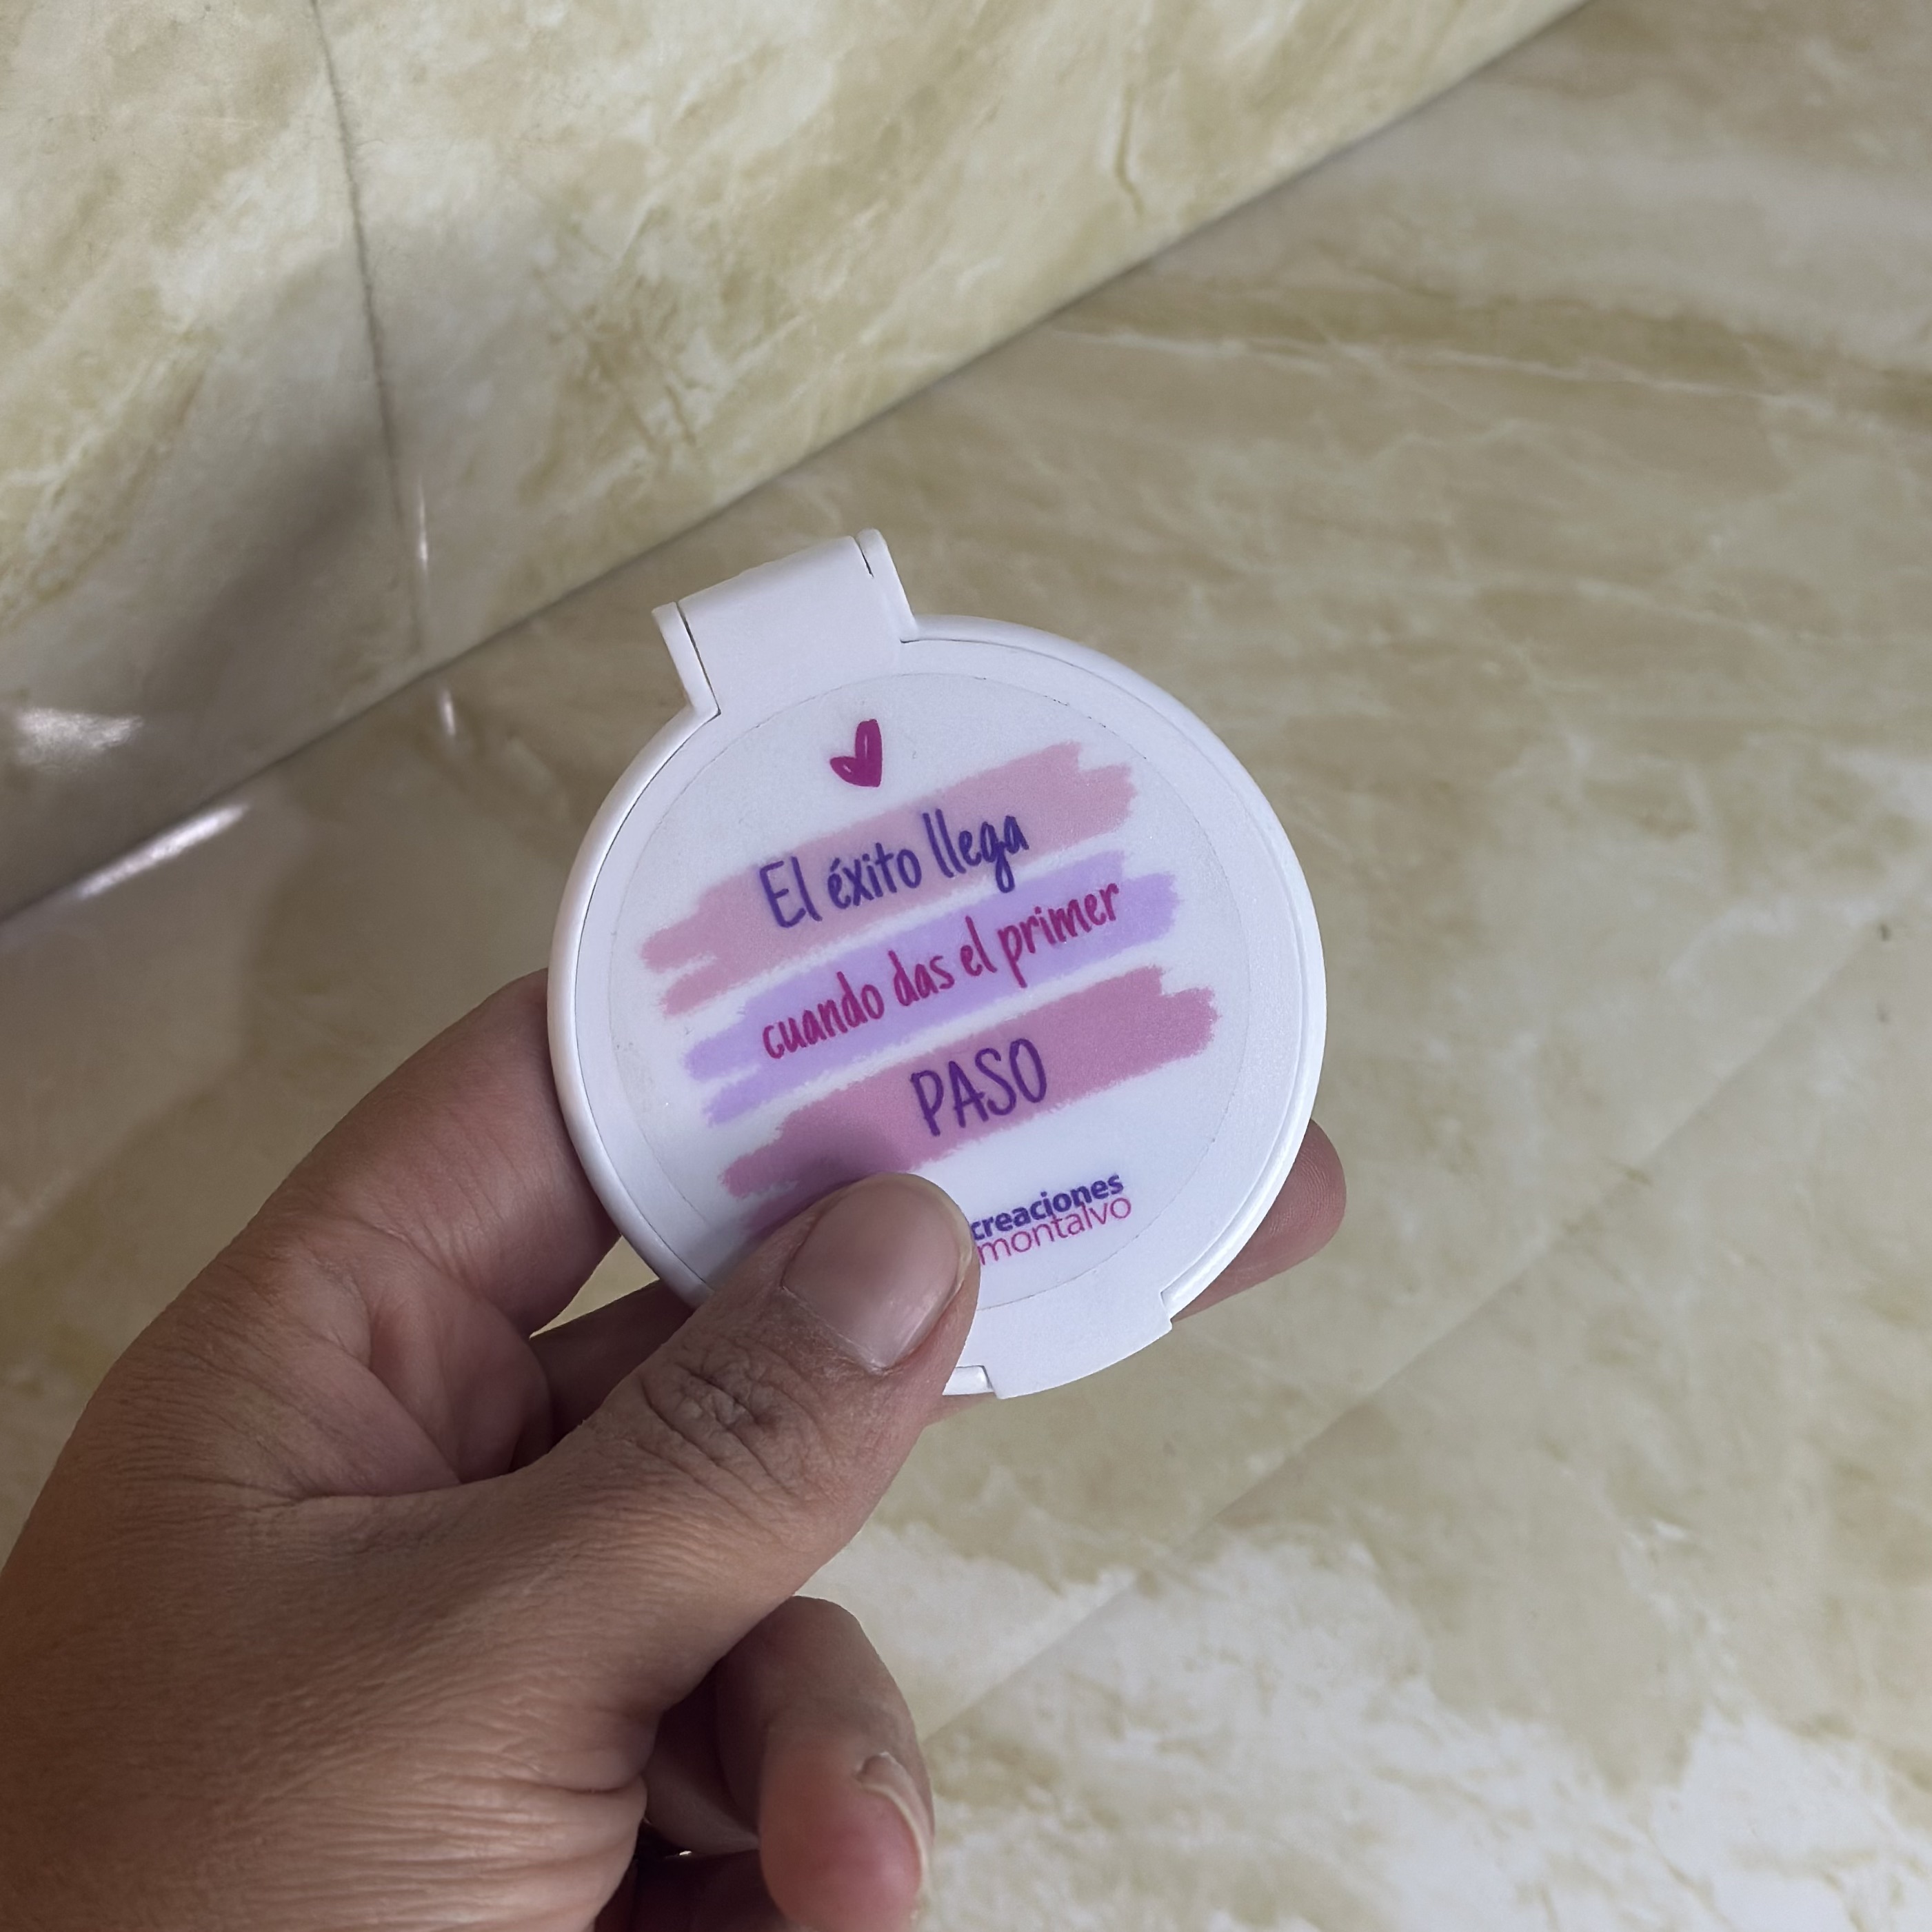 El éxito llega
cuando das el primer
PASO
creaciones
montalvo